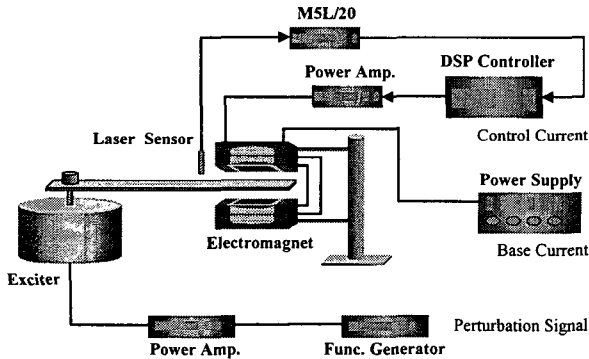 M5L/20
DSP Controller
Power Amp.
Control Current
Laser Sensor
Power Supply
Electromagnet
Base Current
Exciter
Perturbation Signal
Power Amp.
Func. Generator